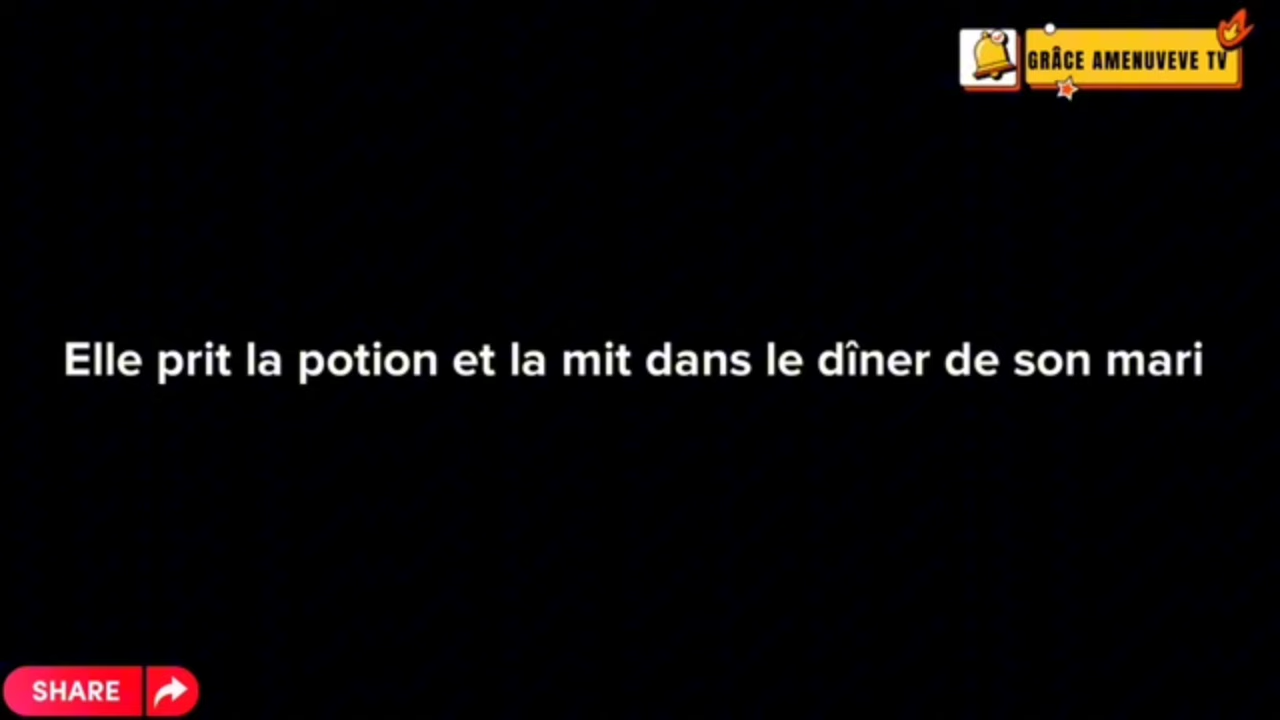 GRÂCE AMENUVEVE TV
Elle prit la potion et la mit dans le dîner de son mari
SHARE